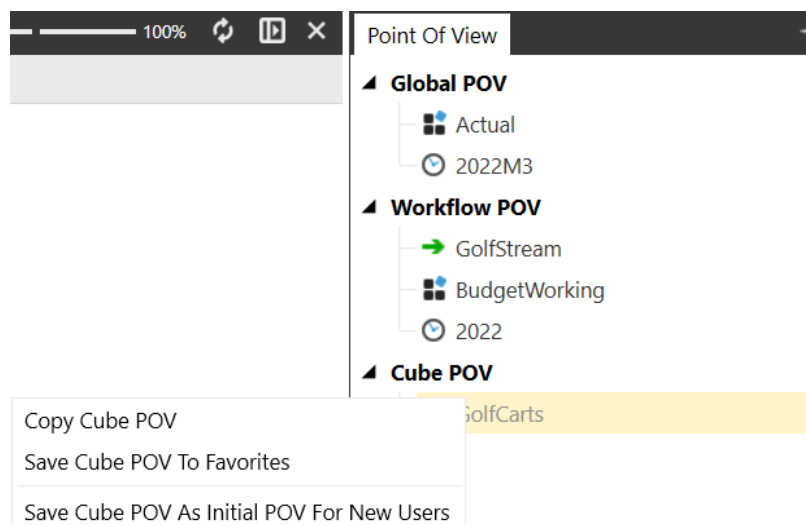 100%
Point Of View
Global POV
Actual
2022M3
Workflow POV
GolfStream
BudgetWorking
2022
Cube POV
GolfCarts
Copy Cube POV
Save Cube POV To Favorites
Save Cube POV As Initial POV For New Users